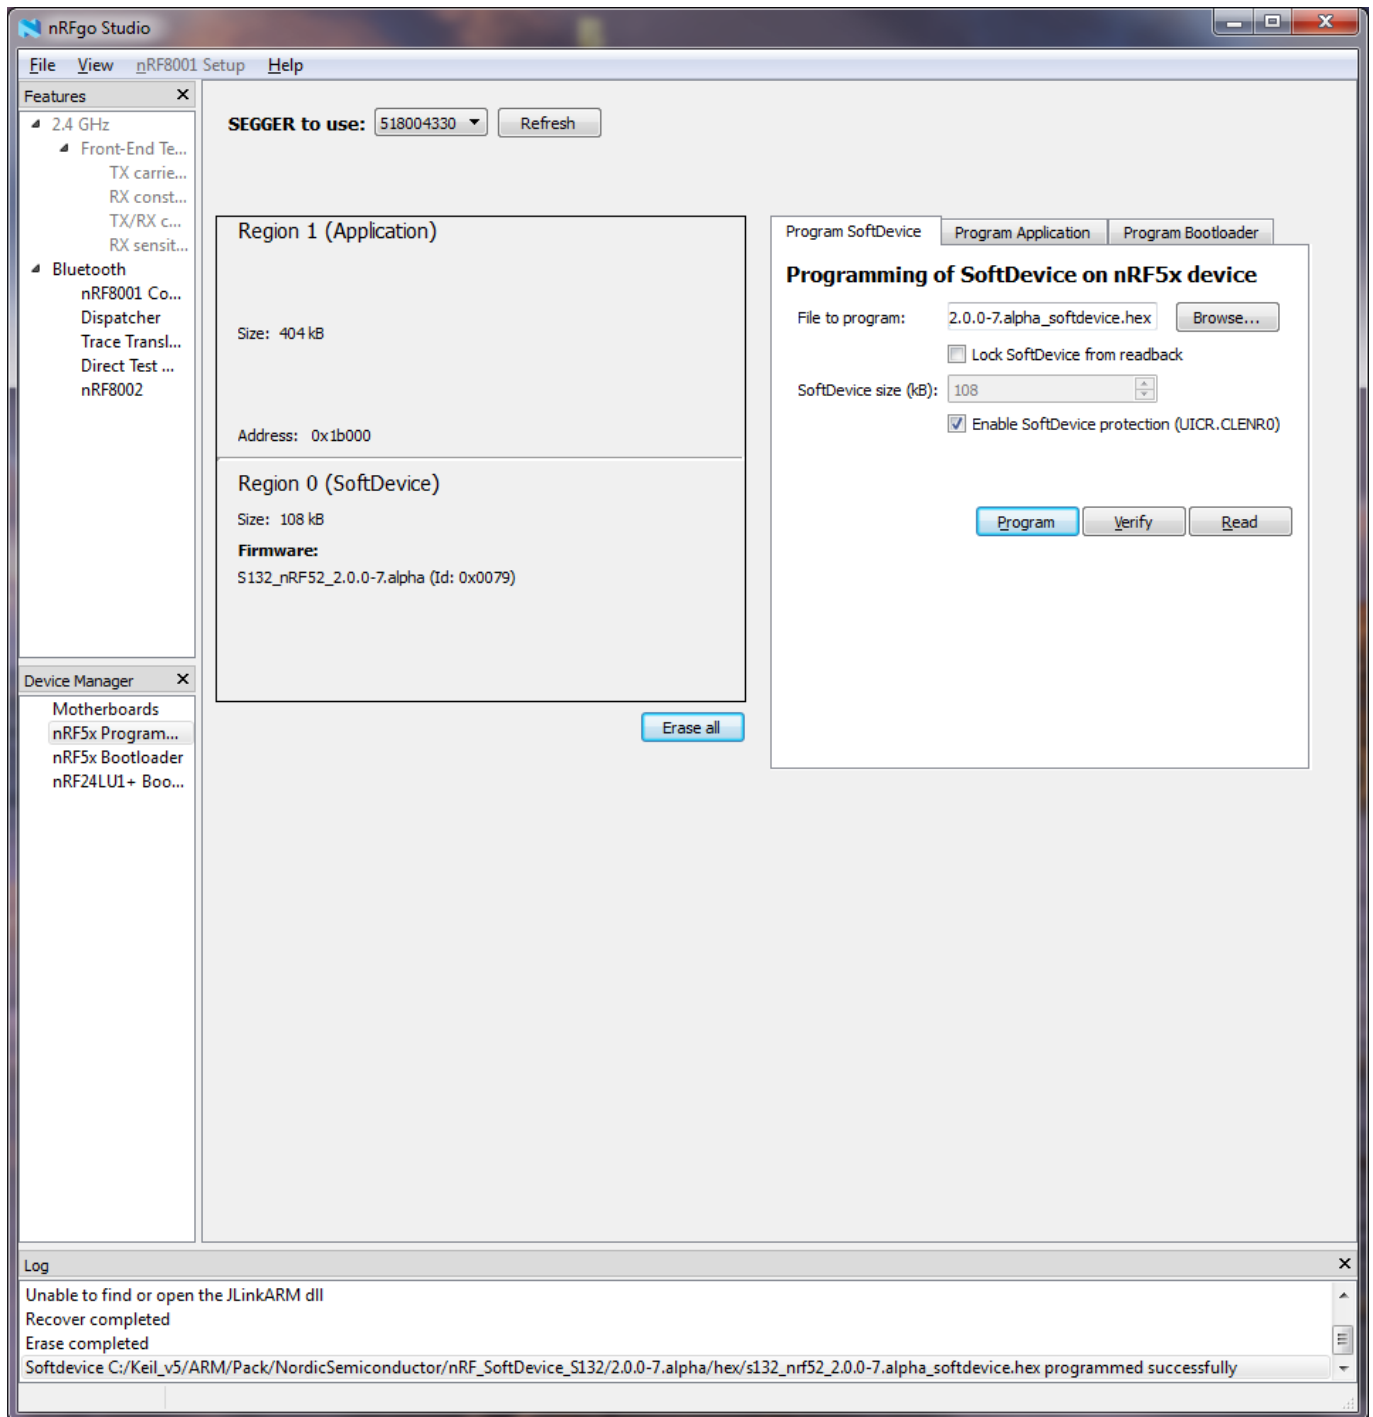 nRFgo Studio
File View nRF8001 Setup Help
Features
2.4 GHz
Front-End Te...
TX carrie...
RX const...
TX/RX c...
RX sensit...
Bluetooth
nRF8001 Co...
Dispatcher
Trace Transl...
Direct Test ...
nRF8002
Device Manager
Motherboards
nRF5x Program...
nRF5x Bootloader
nRF24LU1+ Boo...
SEGGER to use: 518004330 Refresh
Region 1 (Application)
Size: 404 kB
Address: 0x1b000
Region 0 (SoftDevice)
Size: 108 kB
Firmware:
S132_nRF52_2.0.0-7.alpha (Id: 0x0079)
Erase all
Program SoftDevice Program Application Program Bootloader
Programming of SoftDevice on nRF5x device
File to program: 2.0.0-7.alpha_softdevice.hex Browse...
Lock SoftDevice from readback
SoftDevice size (kB): 108
Enable SoftDevice protection (UICR.CLENR0)
Program Verify Read
Log
Unable to find or open the JLinkARM dll
Recover completed
Erase completed
Softdevice C:/Keil_v5/ARM/Pack/NordicSemiconductor/nRF_SoftDevice_S132/2.0.0-7.alpha/hex/s132_nrf52_2.0.0-7.alpha_softdevice.hex programmed successfully